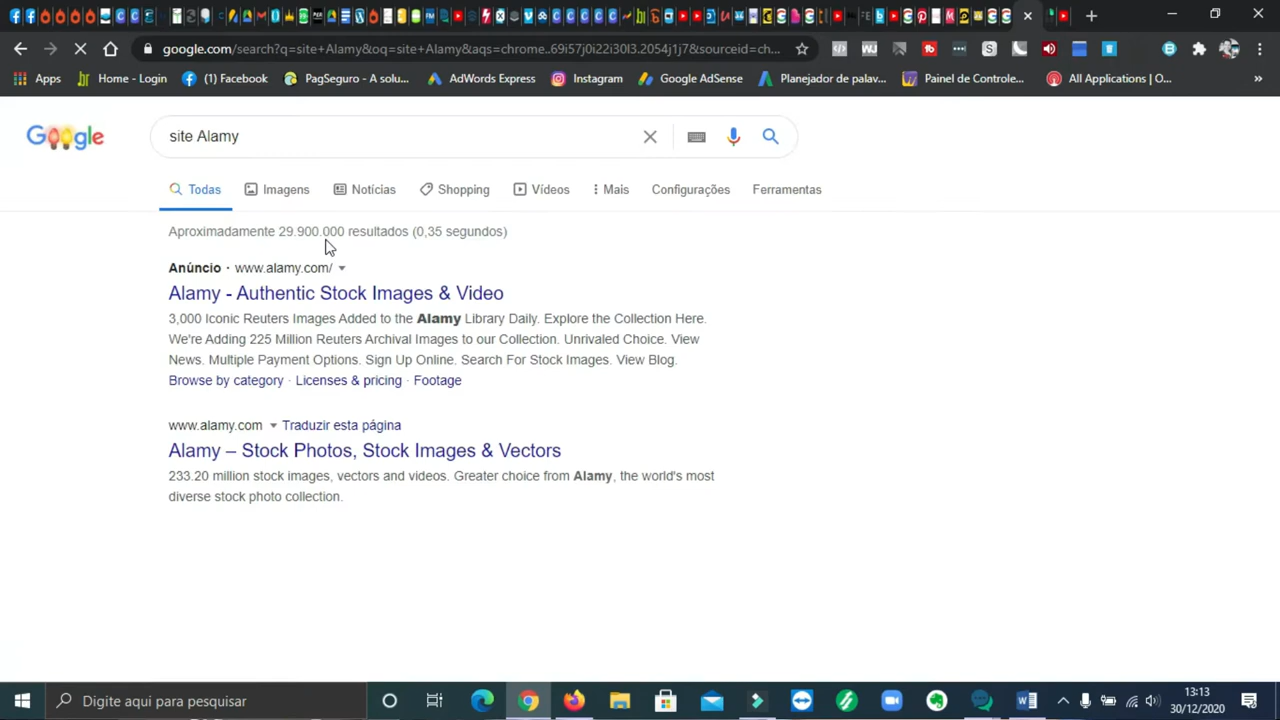 google.com/search?q=site+Alamy&oq=site+Alamy&aqs=chrome..69i57j0i22i30l3.2054j1j7&sourceid=ch...
Apps
Home - Login
(1) Facebook
PagSeguro - A solu...
AdWords Express
Instagram
Google AdSense
Planejador de palav...
Painel de Controle...
All Applications | O...
»
Google
site Alamy
Todas
Imagens
Notícias
Shopping
Vídeos
Mais
Configurações
Ferramentas
Aproximadamente 29.900.000 resultados (0,35 segundos)
Anúncio · www.alamy.com/
Alamy - Authentic Stock Images & Video
3,000 Iconic Reuters Images Added to the Alamy Library Daily. Explore the Collection Here.
We're Adding 225 Million Reuters Archival Images to our Collection. Unrivaled Choice. View
News. Multiple Payment Options. Sign Up Online. Search For Stock Images. View Blog.
Browse by category · Licenses & pricing · Footage
www.alamy.com Traduzir esta página
Alamy – Stock Photos, Stock Images & Vectors
233.20 million stock images, vectors and videos. Greater choice from Alamy, the world's most
diverse stock photo collection.
Digite aqui para pesquisar
13:13
30/12/2020